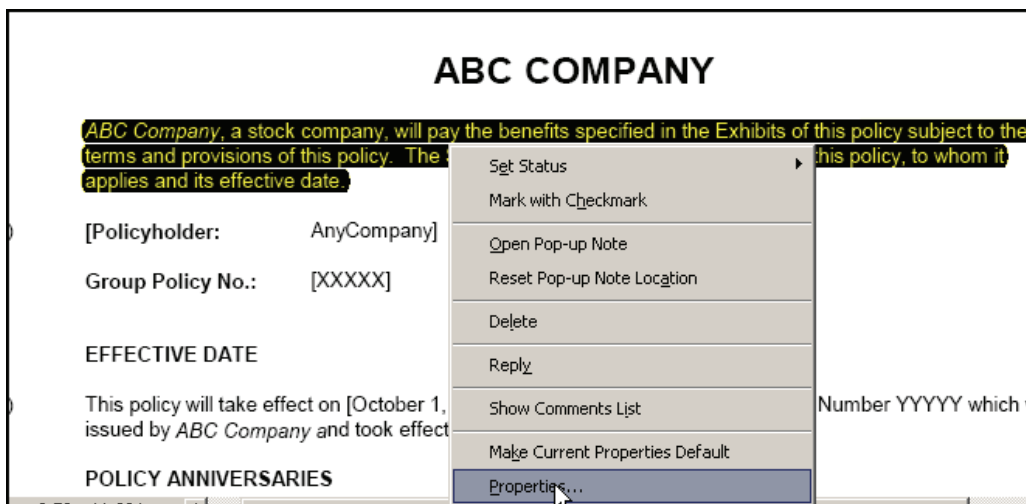 ABC COMPANY
ABC Company, a stock company, will pay the benefits specified in the Exhibits of this policy subject to the
terms and provisions of this policy. The this policy, to whom it
applies and its effective date.
[Policyholder: AnyCompany]
Group Policy No.: [XXXXX]
EFFECTIVE DATE
This policy will take effect on [October 1, Number YYYYY which
issued by ABC Company and took effect
POLICY ANNIVERSARIES
Set Status
Mark with Checkmark
Open Pop-up Note
Reset Pop-up Note Location
Delete
Reply
Show Comments List
Make Current Properties Default
Properties...